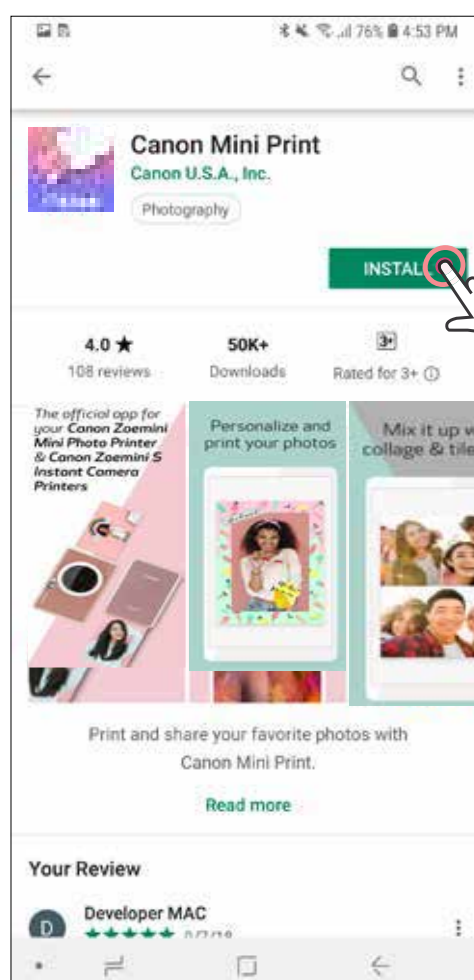 76% 4:53 PM
Canon Mini Print
Canon U.S.A., Inc.
Photography
INSTALL
4.0 ★
108 reviews
50K+
Downloads
3+
Rated for 3+
The official app for
your Canon Zoemini
Mini Photo Printer
& Canon Zoemini S
Instant Camera
Printers
Personalize and
print your photos
Mix it up w
collage & tile
Print and share your favorite photos with
Canon Mini Print.
Read more
Your Review
D
Developer MAC